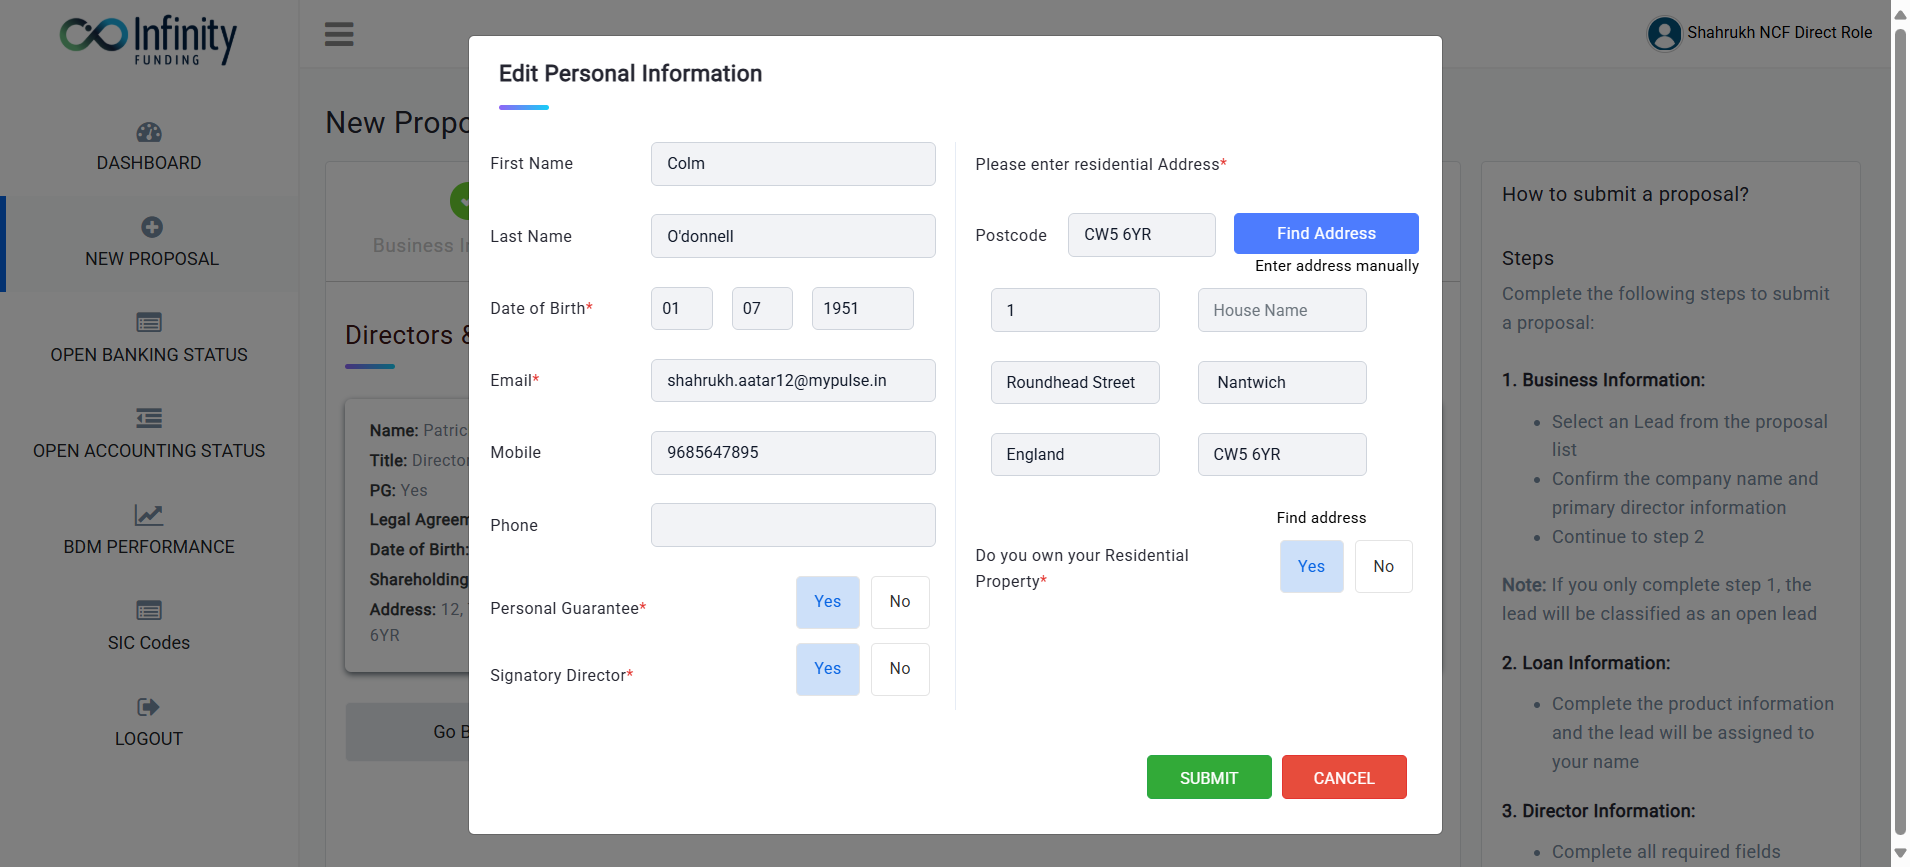 Infinity
FUNDING
DASHBOARD
NEW PROPOSAL
OPEN BANKING STATUS
OPEN ACCOUNTING STATUS
BDM PERFORMANCE
SIC Codes
LOGOUT
Shahrukh NCF Direct Role
New Propo
Business I
Directors &
Name: Patric
Title: Director
PG: Yes
Legal Agreem
Date of Birth:
Shareholding
Address: 12,
6YR
Go B
Edit Personal Information
First Name
Colm
Last Name
O'donnell
Date of Birth*
01
07
1951
Email*
shahrukh.aatar12@mypulse.in
Mobile
9685647895
Phone
Personal Guarantee*
Yes
No
Signatory Director*
Yes
No
Please enter residential Address*
Postcode
CW5 6YR
Find Address
Enter address manually
1
House Name
Roundhead Street
Nantwich
England
CW5 6YR
Find address
Do you own your Residential
Property*
Yes
No
SUBMIT
CANCEL
How to submit a proposal?
Steps
Complete the following steps to submit
a proposal:
1. Business Information:
• Select an Lead from the proposal
list
• Confirm the company name and
primary director information
• Continue to step 2
Note: If you only complete step 1, the
lead will be classified as an open lead
2. Loan Information:
• Complete the product information
and the lead will be assigned to
your name
3. Director Information:
• Complete all required fields